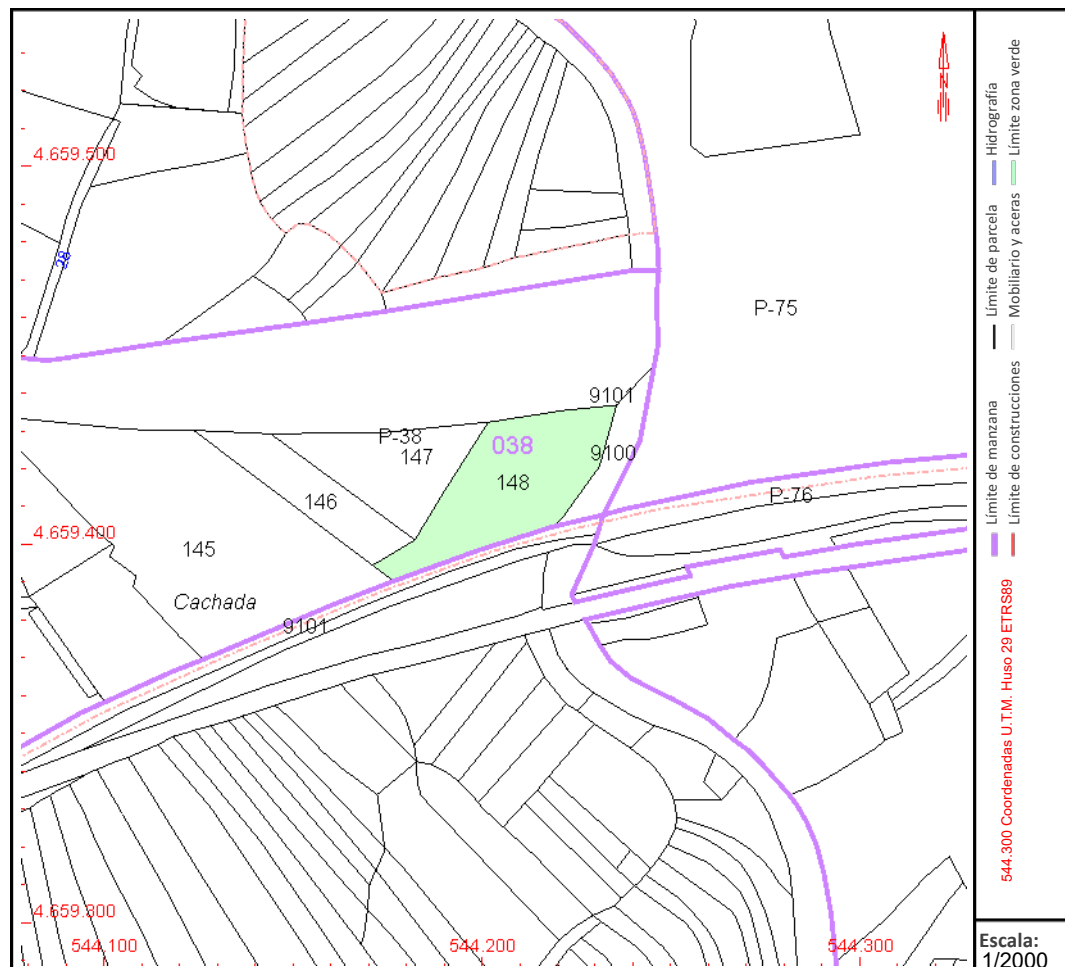 4.659.500
28
P-75
9101
P-38
038
147
9100
148
P-76
146
4.659.400
145
Cachada
9101
4.659.300
544.100
544.200
544.300
N
Límite de manzana
Límite de parcela
Hidrografía
Límite de construcciones
Mobiliario y aceras
Límite zona verde
544.300 Coordenadas U.T.M. Huso 29 ETRS89
Escala:
1/2000